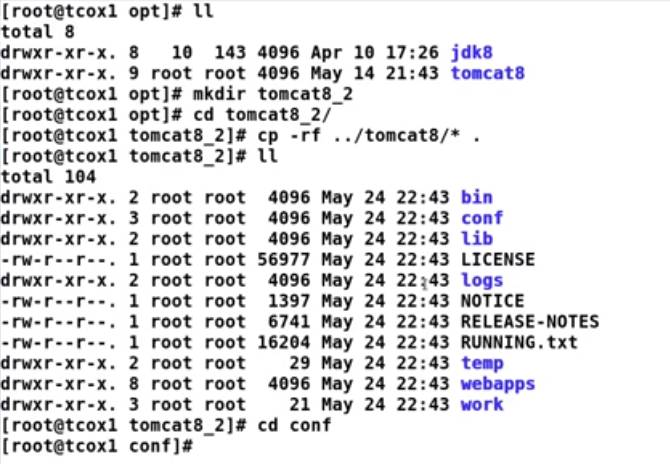 [root@tcox1 opt]# ll
total 8
drwxr-xr-x. 8   10  143 4096 Apr 10 17:26 jdk8
drwxr-xr-x. 9 root root 4096 May 14 21:43 tomcat8
[root@tcox1 opt]# mkdir tomcat8_2
[root@tcox1 opt]# cd tomcat8_2/
[root@tcox1 tomcat8_2]# cp -rf ../tomcat8/* .
[root@tcox1 tomcat8_2]# ll
total 104
drwxr-xr-x. 2 root root  4096 May 24 22:43 bin
drwxr-xr-x. 3 root root  4096 May 24 22:43 conf
drwxr-xr-x. 2 root root  4096 May 24 22:43 lib
-rw-r--r--. 1 root root 56977 May 24 22:43 LICENSE
drwxr-xr-x. 2 root root  4096 May 24 22:43 logs
-rw-r--r--. 1 root root  1397 May 24 22:43 NOTICE
-rw-r--r--. 1 root root  6741 May 24 22:43 RELEASE-NOTES
-rw-r--r--. 1 root root 16204 May 24 22:43 RUNNING.txt
drwxr-xr-x. 2 root root    29 May 24 22:43 temp
drwxr-xr-x. 8 root root  4096 May 24 22:43 webapps
drwxr-xr-x. 3 root root    21 May 24 22:43 work
[root@tcox1 tomcat8_2]# cd conf
[root@tcox1 conf]#